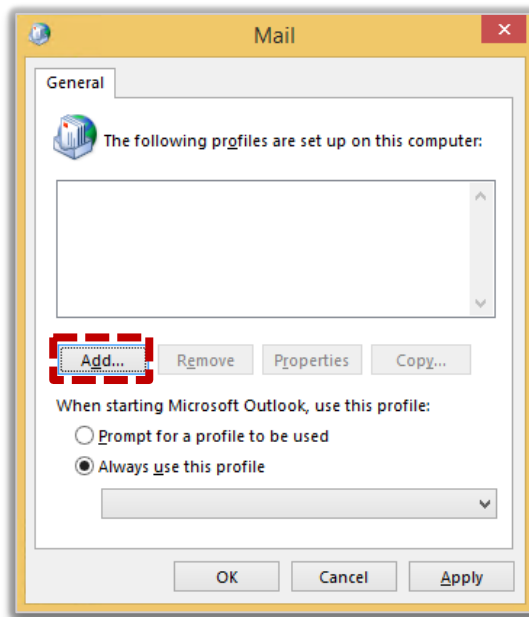 Mail
General
The following profiles are set up on this computer:
Add... Remove Properties Copy...
When starting Microsoft Outlook, use this profile:
Prompt for a profile to be used
Always use this profile
OK Cancel Apply